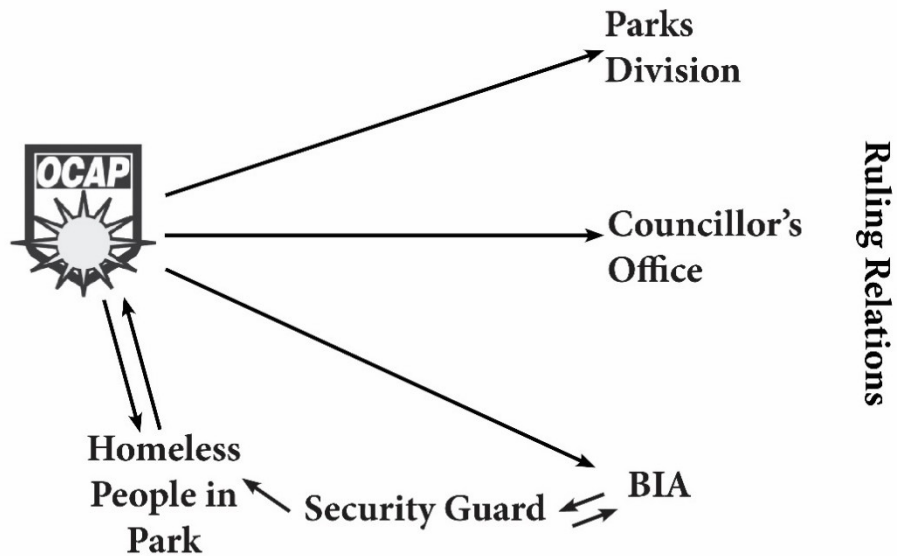 Parks
Division
OCAP
Councillor's
Office
Ruling Relations
Homeless
People in
Park
Security Guard
BIA